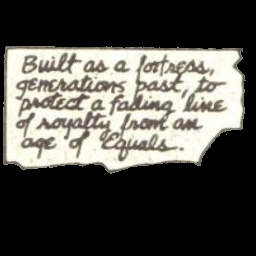 Built as a fortress,
generations past, to
protect a fading line
of royalty from an
age of Equals.